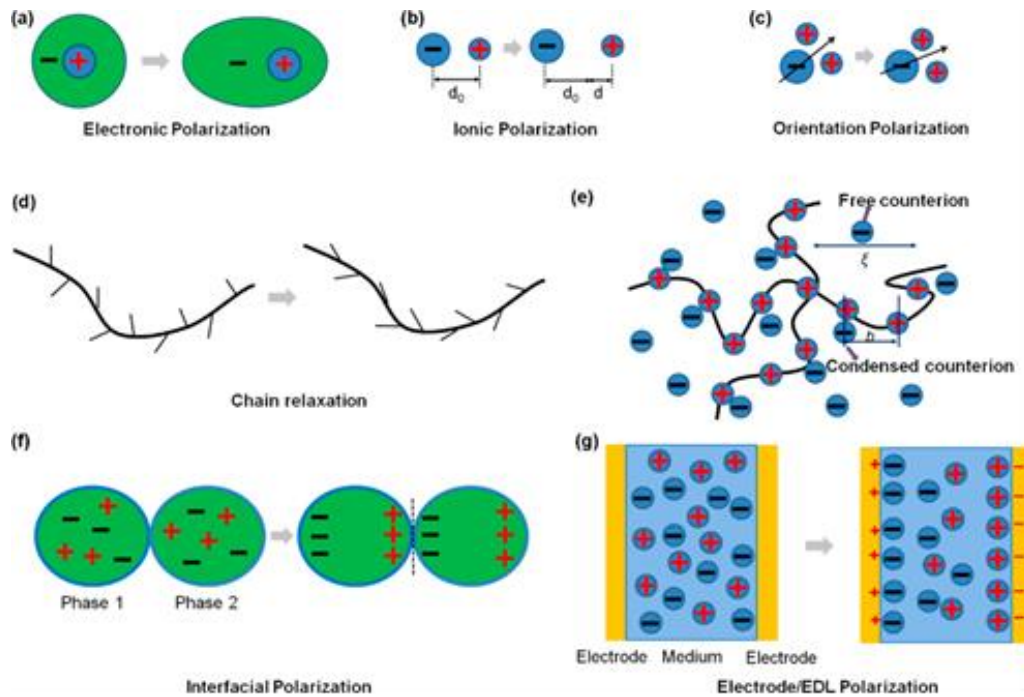 (a)
(b)
(c)
d₀
d₀ d
Electronic Polarization
Ionic Polarization
Orientation Polarization
(d)
(e)
Free counterion
ξ
b
Condensed counterion
Chain relaxation
(f)
(g)
Phase 1 Phase 2
Electrode Medium Electrode
Interfacial Polarization
Electrode/EDL Polarization